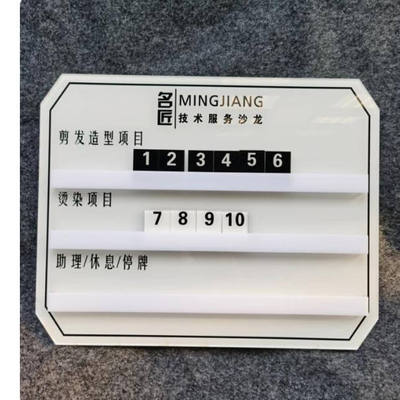 名匠 MINGJIANG
技术服务沙龙
剪发造型项目
1 2 3 4 5 6
烫染项目
7 8 9 10
助理/休息/停牌